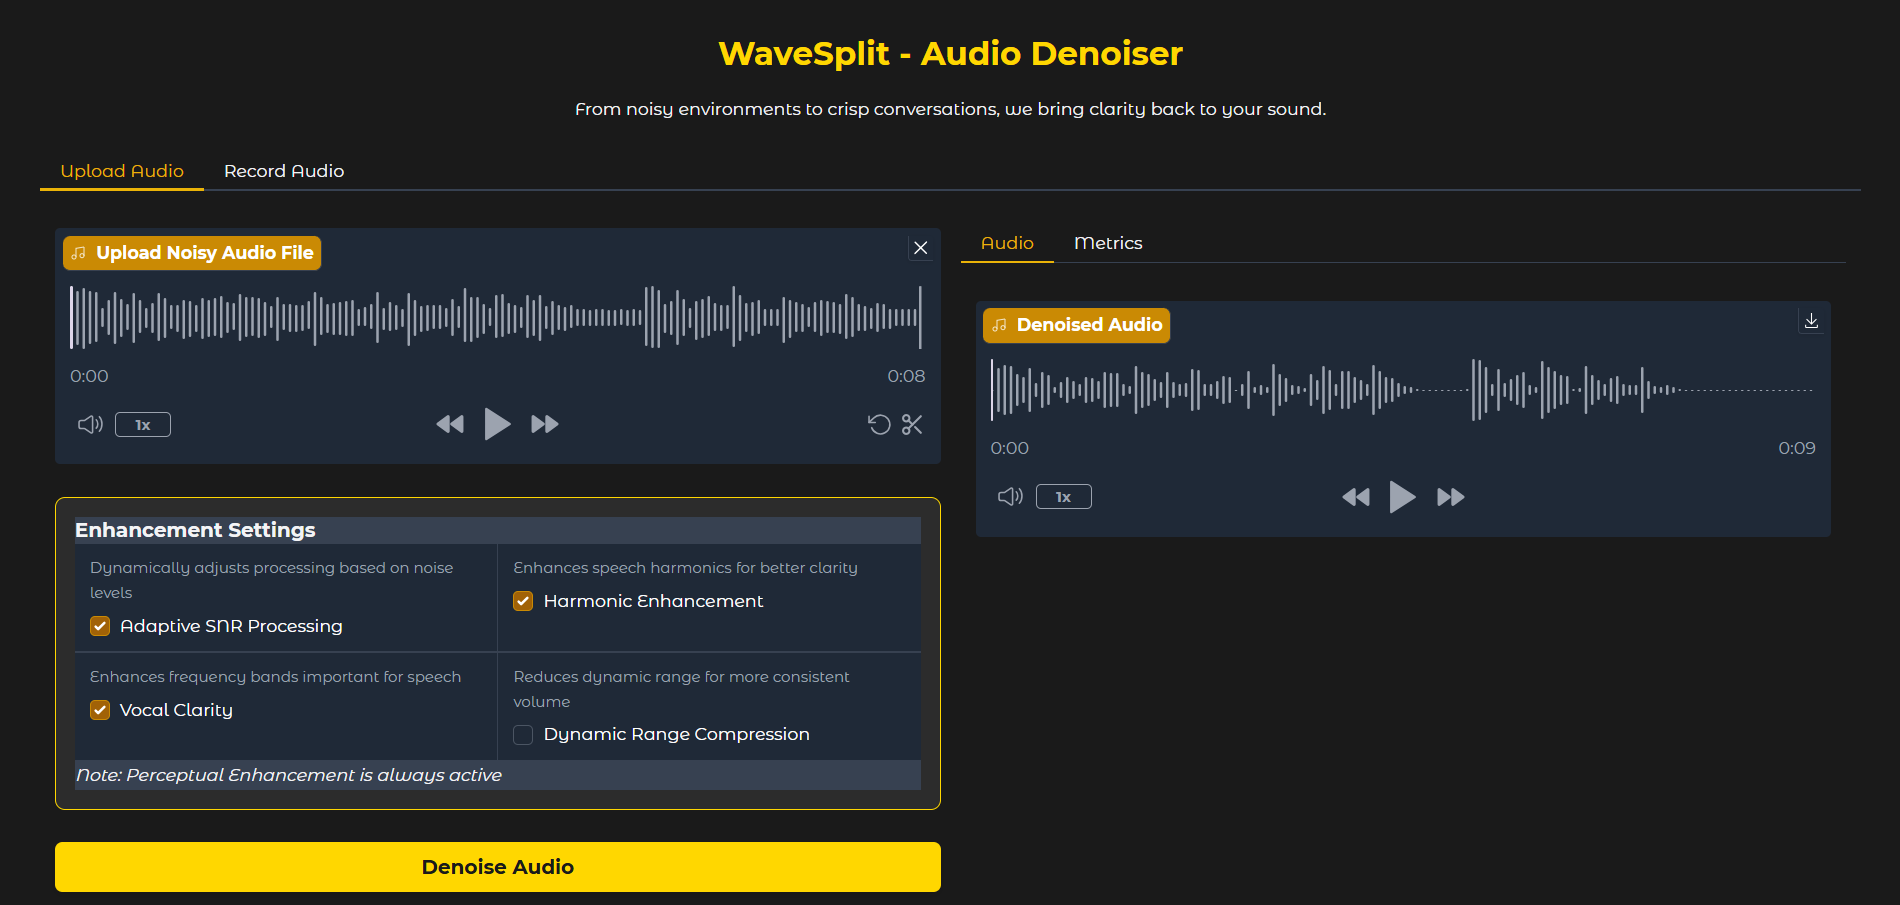 WaveSplit - Audio Denoiser
From noisy environments to crisp conversations, we bring clarity back to your sound.
Upload Audio
Record Audio
Upload Noisy Audio File
0:00
0:08
1x
Enhancement Settings
Dynamically adjusts processing based on noise
levels
Adaptive SNR Processing
Enhances speech harmonics for better clarity
Harmonic Enhancement
Enhances frequency bands important for speech
Vocal Clarity
Reduces dynamic range for more consistent
volume
Dynamic Range Compression
Note: Perceptual Enhancement is always active
Denoise Audio
Audio
Metrics
Denoised Audio
0:00
0:09
1x